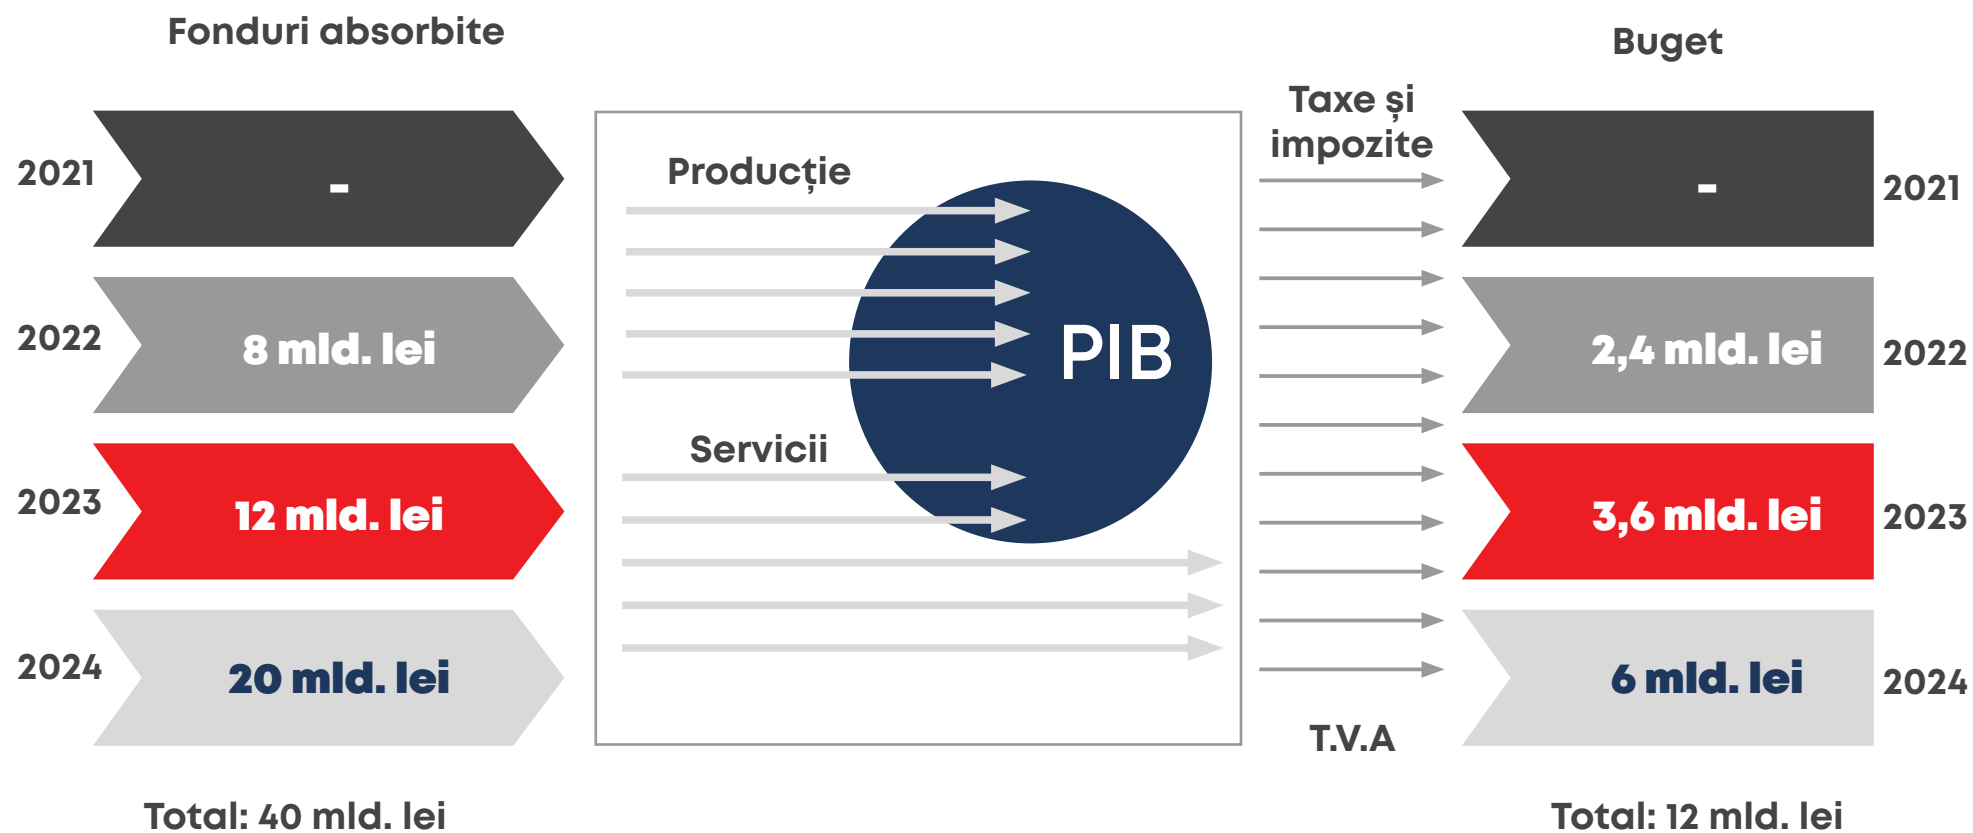 Fonduri absorbite
2021
-
2022
8 mld. lei
2023
12 mld. lei
2024
20 mld. lei
Total: 40 mld. lei
Producție
PIB
Servicii
Taxe și
impozite
T.V.A
Buget
-
2021
2,4 mld. lei
2022
3,6 mld. lei
2023
6 mld. lei
2024
Total: 12 mld. lei